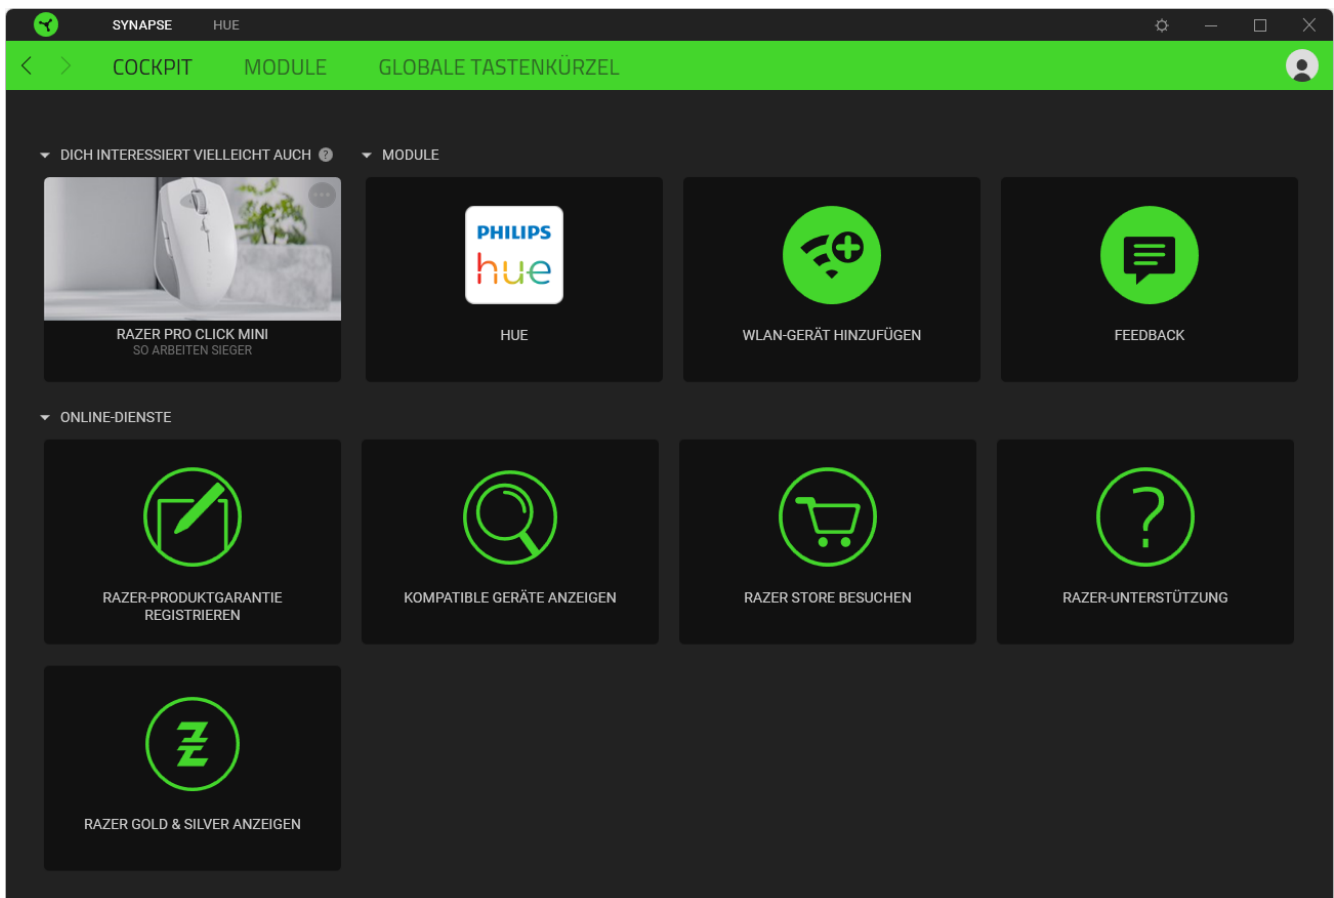 SYNAPSE HUE
COCKPIT MODULE GLOBALE TASTENKÜRZEL
DICH INTERESSIERT VIELLEICHT AUCH ?
MODULE
RAZER PRO CLICK MINI
SO ARBEITEN SIEGER
PHILIPS
hue
HUE
WLAN-GERÄT HINZUFÜGEN
FEEDBACK
ONLINE-DIENSTE
RAZER-PRODUKTGARANTIE
REGISTRIEREN
KOMPATIBLE GERÄTE ANZEIGEN
RAZER STORE BESUCHEN
RAZER-UNTERSTÜTZUNG
RAZER GOLD & SILVER ANZEIGEN